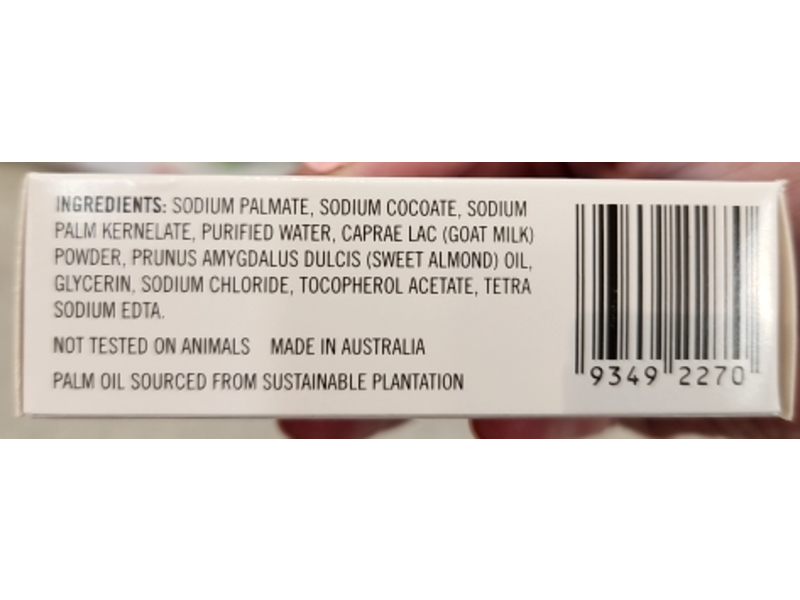 INGREDIENTS: SODIUM PALMATE, SODIUM COCOATE, SODIUM
PALM KERNELATE, PURIFIED WATER, CAPRAE LAC (GOAT MILK)
POWDER, PRUNUS AMYGDALUS DULCIS (SWEET ALMOND) OIL,
GLYCERIN, SODIUM CHLORIDE, TOCOPHEROL ACETATE, TETRA
SODIUM EDTA.
NOT TESTED ON ANIMALS MADE IN AUSTRALIA
PALM OIL SOURCED FROM SUSTAINABLE PLANTATION
9349 2270